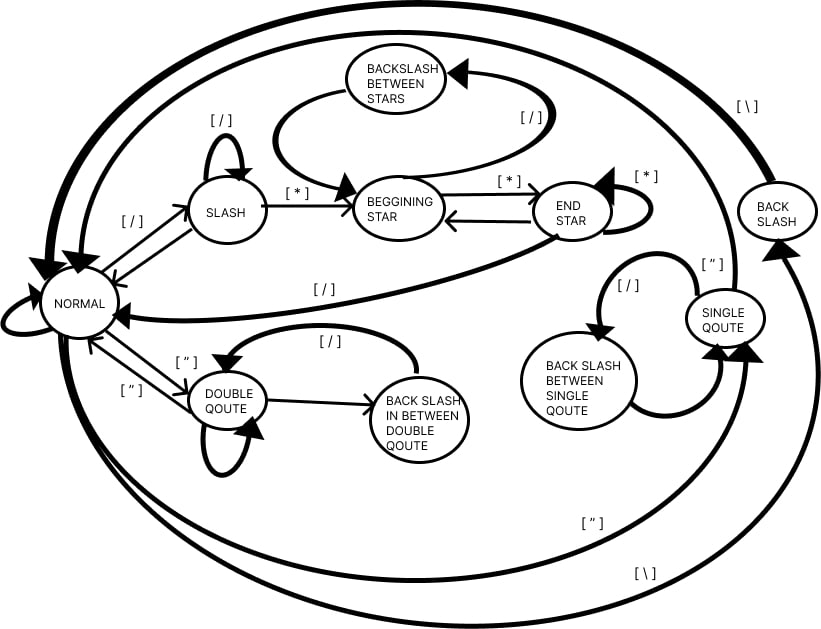 BACKSLASH
BETWEEN
STARS
[ \ ]
[ / ]
[ / ]
[ * ]
[ * ]
[ * ]
SLASH
BEGGINING
STAR
END
STAR
BACK
SLASH
[ / ]
[ " ]
[ / ]
[ / ]
NORMAL
SINGLE
QOUTE
[ / ]
[ " ]
[ " ]
DOUBLE
QOUTE
BACK SLASH
IN BETWEEN
DOUBLE
QOUTE
BACK SLASH
BETWEEN
SINGLE
QOUTE
[ " ]
[ \ ]